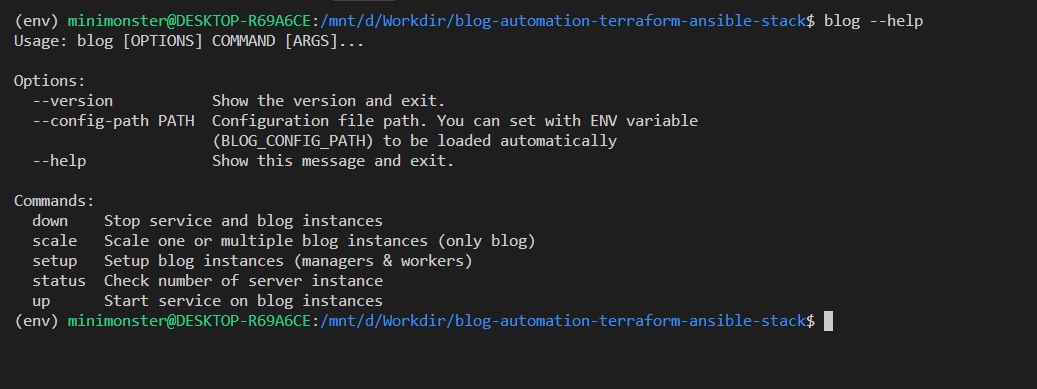 (env) minimonster@DESKTOP-R69A6CE:/mnt/d/Workdir/blog-automation-terraform-ansible-stack$ blog --help
Usage: blog [OPTIONS] COMMAND [ARGS]...

Options:
  --version           Show the version and exit.
  --config-path PATH  Configuration file path. You can set with ENV variable
                      (BLOG_CONFIG_PATH) to be loaded automatically
  --help              Show this message and exit.

Commands:
  down    Stop service and blog instances
  scale   Scale one or multiple blog instances (only blog)
  setup   Setup blog instances (managers & workers)
  status  Check number of server instance
  up      Start service on blog instances
(env) minimonster@DESKTOP-R69A6CE:/mnt/d/Workdir/blog-automation-terraform-ansible-stack$